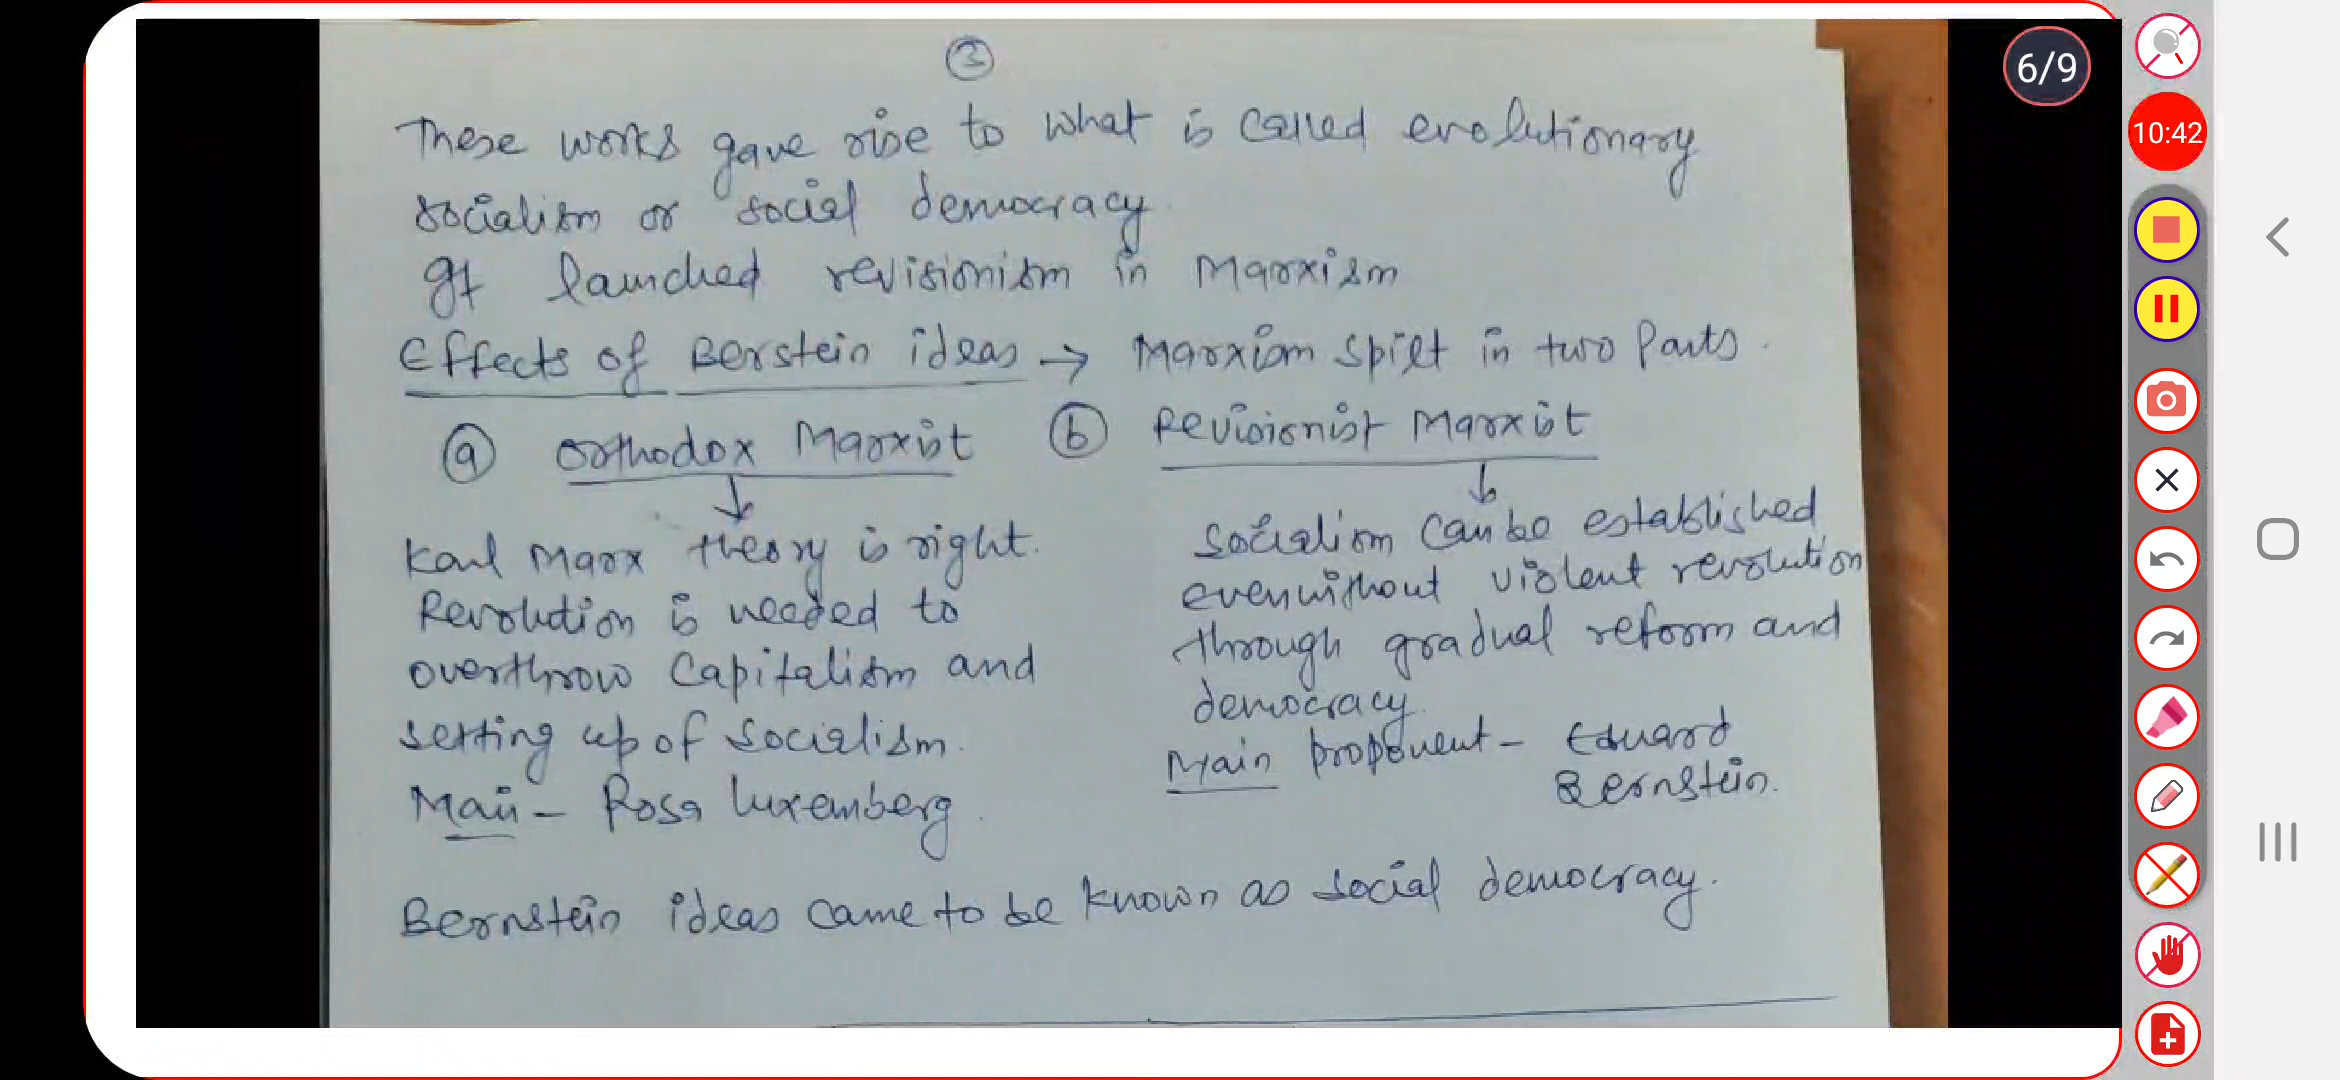 3
6/9
10:42
These works gave rise to what is called evolutionary
socialism or social democracy.
It launched revisionism in Marxism
Effects of Berstein ideas → Marxism spilt in two Parts.
a Orthodox Marxist b Revisionist Marxist
Karl Marx theory is right.
Revolution is needed to
overthrow Capitalism and
setting up of socialism.
Main - Rosa Luxemberg.
Socialism can be established
even without violent revolution
through gradual reform and
democracy.
Main proponent - Eduard
Bernstein.
Bernstein ideas came to be known as social democracy.